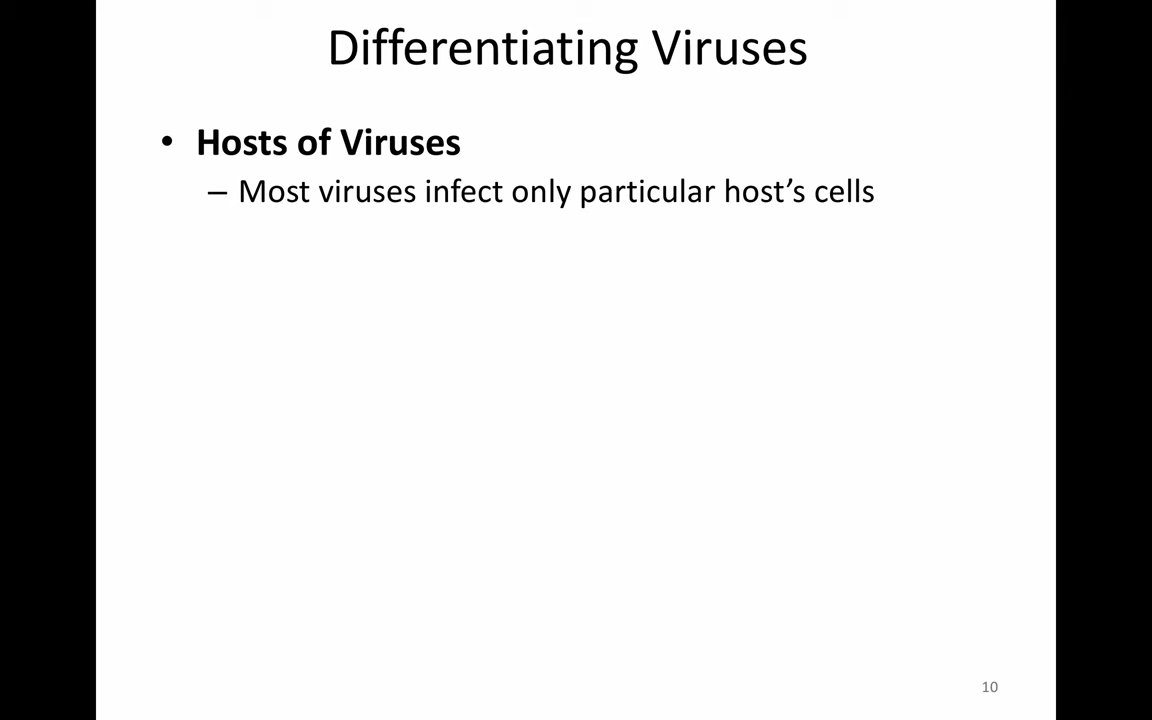 Differentiating Viruses
• Hosts of Viruses
– Most viruses infect only particular host’s cells
10